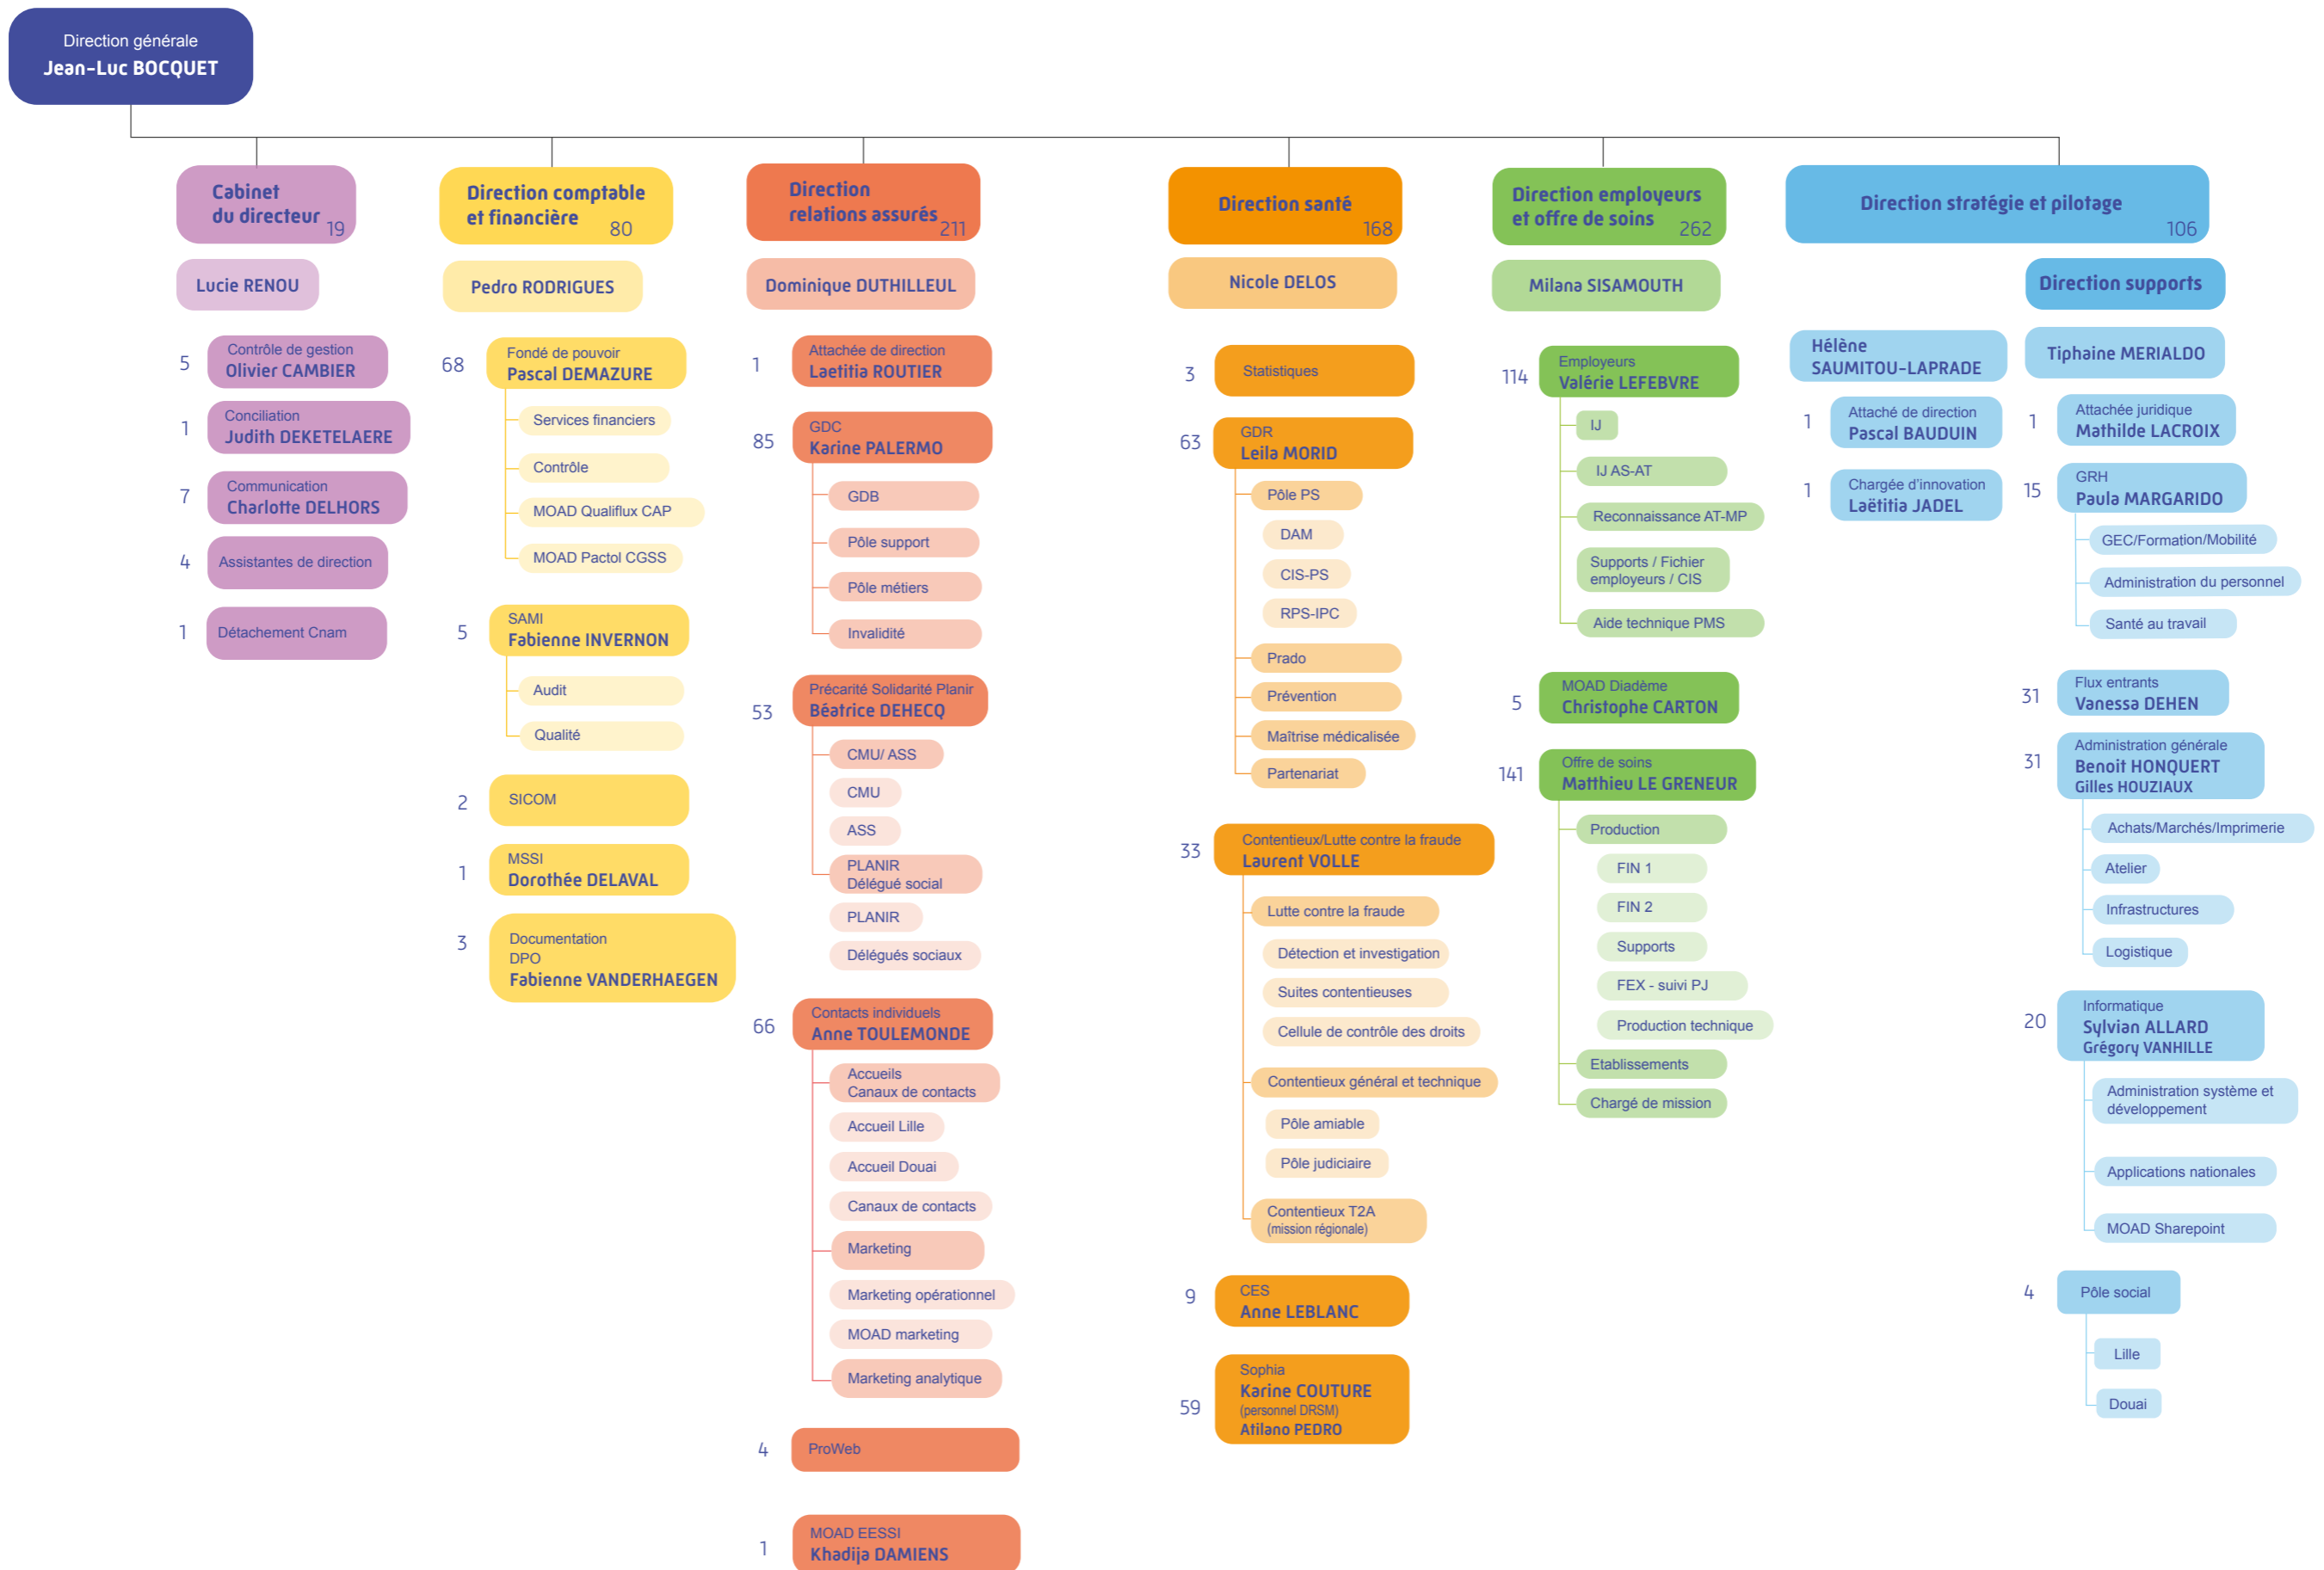 Direction générale
Jean-Luc BOCQUET
Cabinet
du directeur
19
Lucie RENOU
5
Contrôle de gestion
Olivier CAMBIER
1
Conciliation
Judith DEKETELAERE
7
Communication
Charlotte DELHORS
4
Assistantes de direction
1
Détachement Cnam
Direction comptable
et financière
80
Pedro RODRIGUES
68
Fondé de pouvoir
Pascal DEMAZURE
Services financiers
Contrôle
MOAD Qualiflux CAP
MOAD Pactol CGSS
5
SAMI
Fabienne INVERNON
Audit
Qualité
2
SICOM
1
MSSI
Dorothée DELAVAL
3
Documentation
DPO
Fabienne VANDERHAEGEN
Direction
relations assurés
211
Dominique DUTHILLEUL
1
Attachée de direction
Laetitia ROUTIER
85
GDC
Karine PALERMO
GDB
Pôle support
Pôle métiers
Invalidité
53
Précarité Solidarité Planir
Béatrice DEHECQ
CMU/ ASS
CMU
ASS
PLANIR
Délégué social
PLANIR
Délégués sociaux
66
Contacts individuels
Anne TOULEMONDE
Accueils
Canaux de contacts
Accueil Lille
Accueil Douai
Canaux de contacts
Marketing
Marketing opérationnel
MOAD marketing
Marketing analytique
4
ProWeb
1
MOAD EESSI
Khadija DAMIENS
Direction santé
168
Nicole DELOS
3
Statistiques
63
GDR
Leila MORID
Pôle PS
DAM
CIS-PS
RPS-IPC
Prado
Prévention
Maîtrise médicalisée
Partenariat
33
Contentieux/Lutte contre la fraude
Laurent VOLLE
Lutte contre la fraude
Détection et investigation
Suites contentieuses
Cellule de contrôle des droits
Contentieux général et technique
Pôle amiable
Pôle judiciaire
Contentieux T2A
(mission régionale)
9
CES
Anne LEBLANC
59
Sophia
Karine COUTURE
(personnel DRSM)
Atilano PEDRO
Direction employeurs
et offre de soins
262
Milana SISAMOUTH
114
Employeurs
Valérie LEFEBVRE
IJ
IJ AS-AT
Reconnaissance AT-MP
Supports / Fichier
employeurs / CIS
Aide technique PMS
5
MOAD Diadème
Christophe CARTON
141
Offre de soins
Matthieu LE GRENEUR
Production
FIN 1
FIN 2
Supports
FEX - suivi PJ
Production technique
Etablissements
Chargé de mission
Direction stratégie et pilotage
106
Hélène
SAUMITOU-LAPRADE
1
Attaché de direction
Pascal BAUDUIN
1
Chargée d'innovation
Laëtitia JADEL
Direction supports
Tiphaine MERIALDO
1
Attachée juridique
Mathilde LACROIX
15
GRH
Paula MARGARIDO
GEC/Formation/Mobilité
Administration du personnel
Santé au travail
31
Flux entrants
Vanessa DEHEN
31
Administration générale
Benoit HONQUERT
Gilles HOUZIAUX
Achats/Marchés/Imprimerie
Atelier
Infrastructures
Logistique
20
Informatique
Sylvian ALLARD
Grégory VANHILLE
Administration système et
développement
Applications nationales
MOAD Sharepoint
4
Pôle social
Lille
Douai